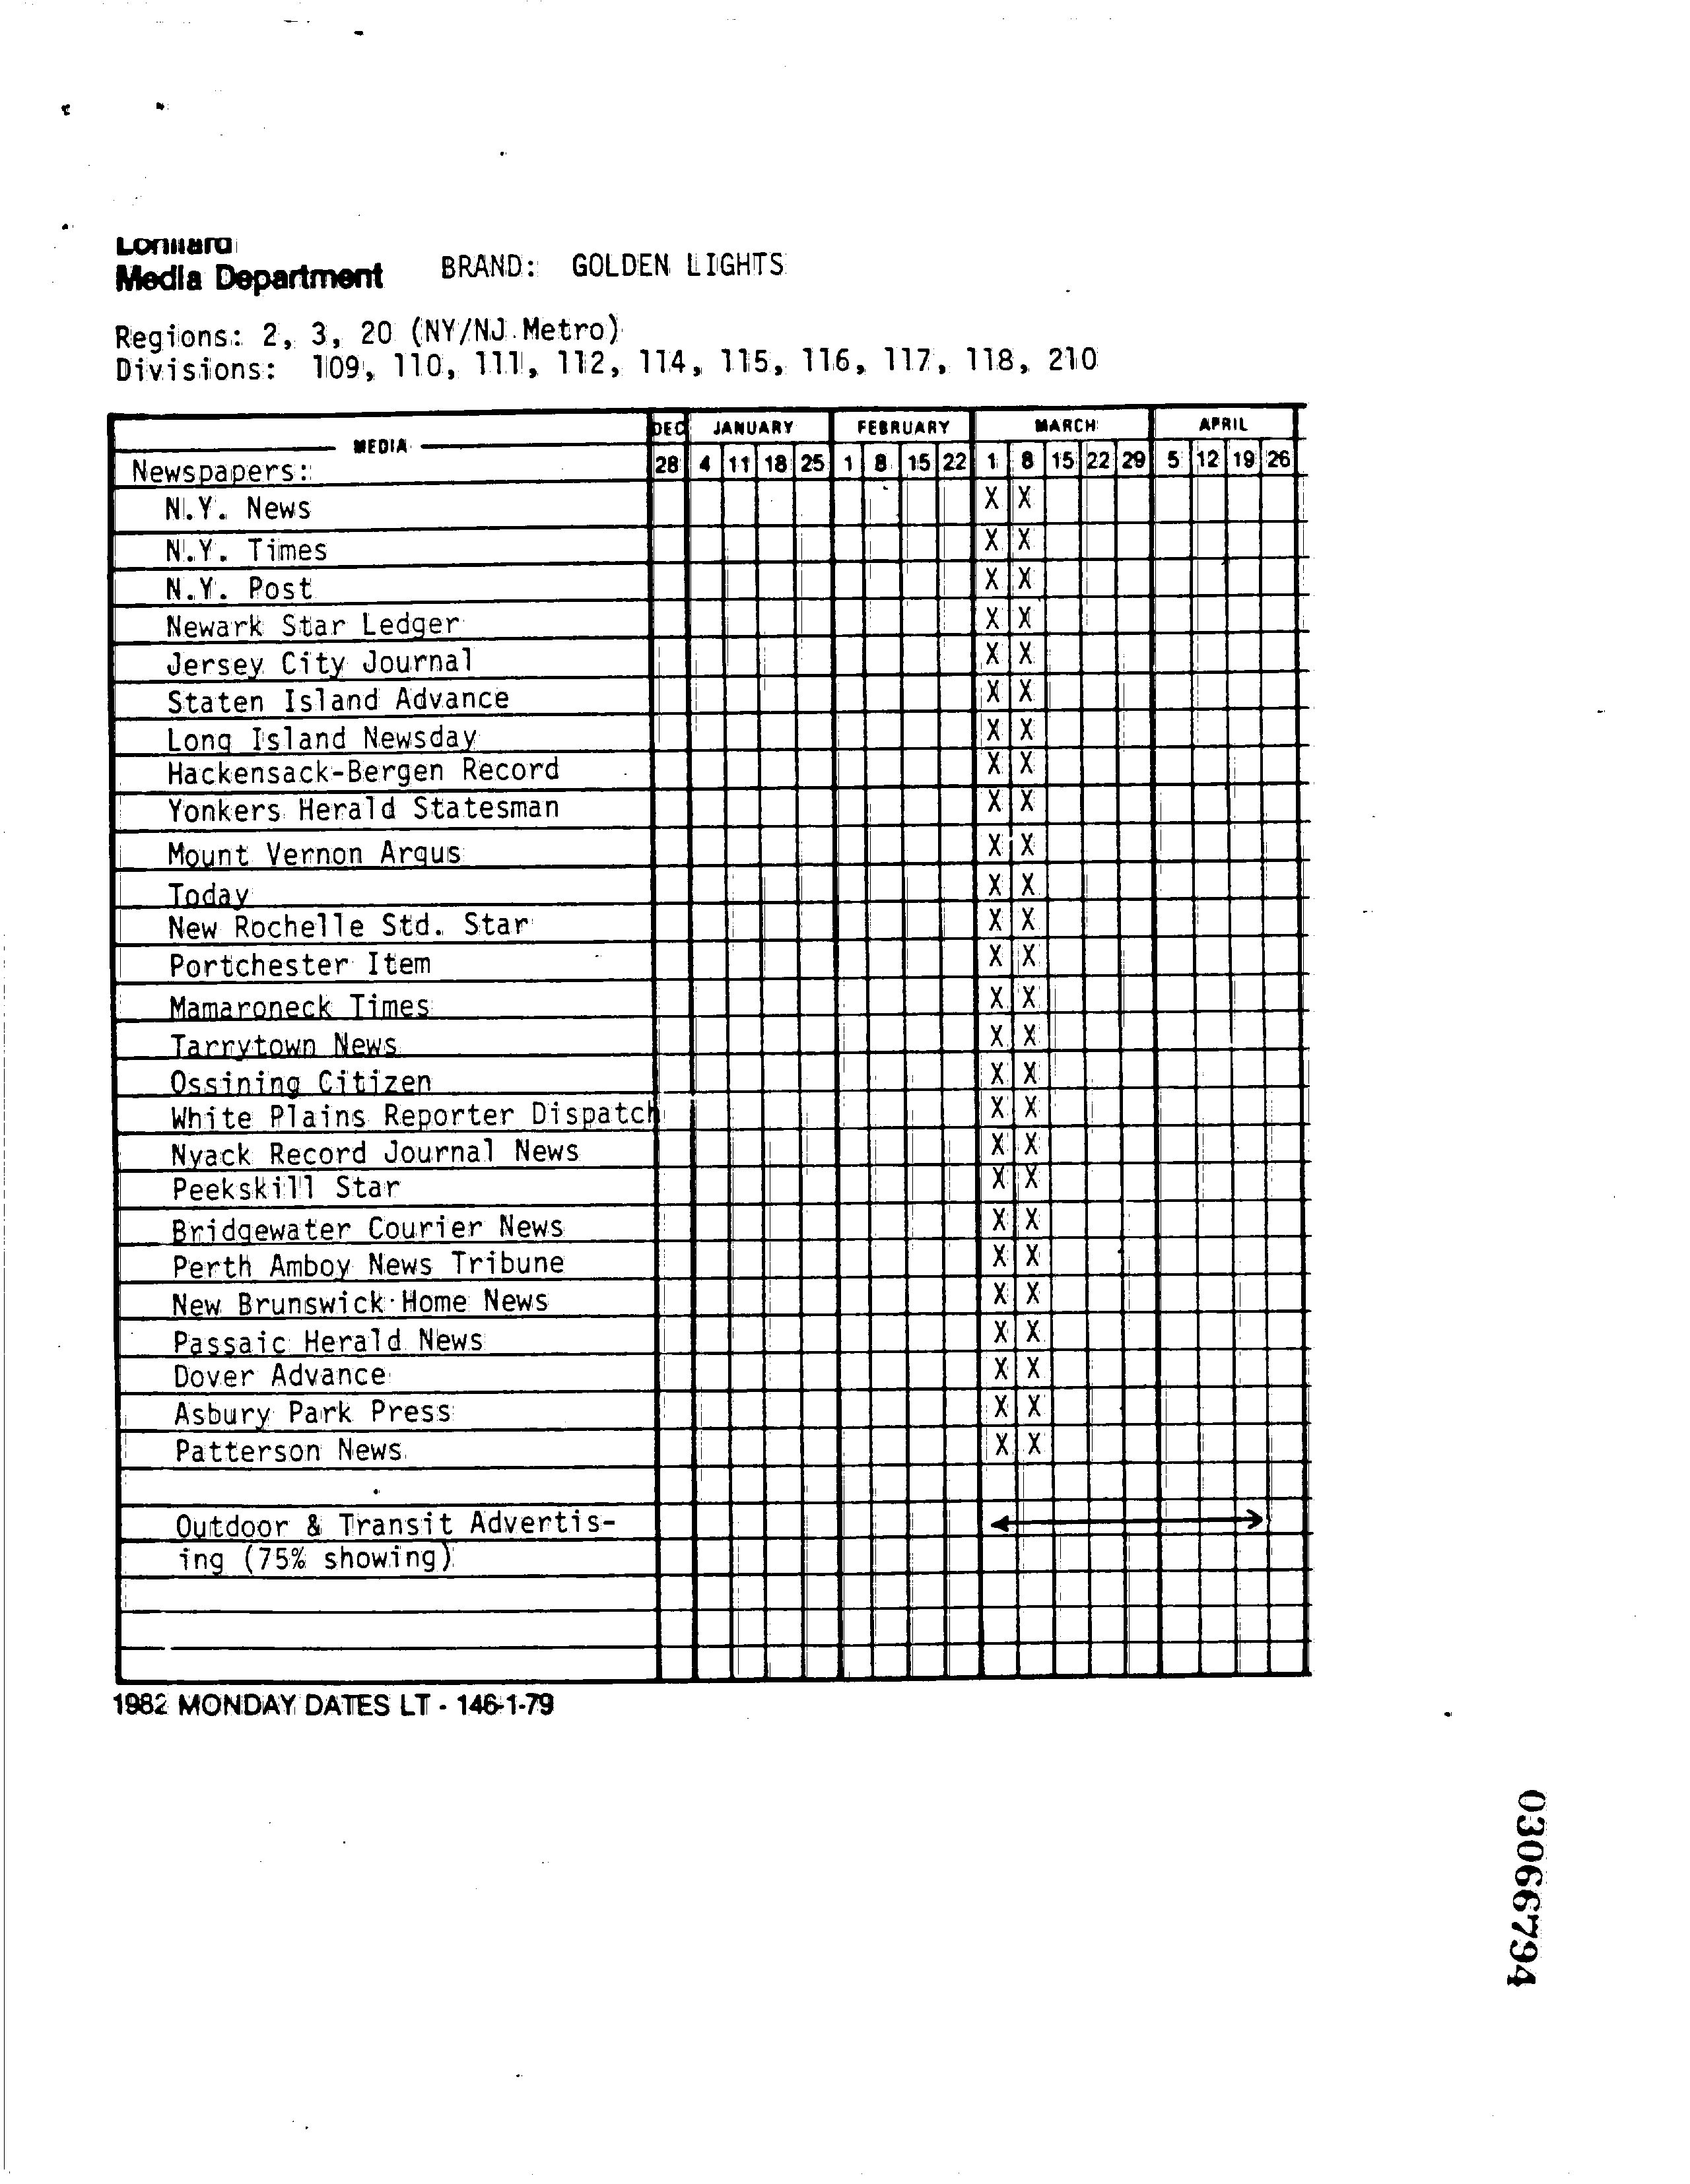 Lorillard
Media Department BRAND: GOLDEN LIGHTS
Regions: 2, 3, 20 (NY/NJ Metro)
Divisions: 109, 110, 111, 112, 114, 115, 116, 117, 118, 210
MEDIA DEC JANUARY FEBRUARY MARCH APRIL
Newspapers: 28 4 11 18 25 1 8 15 22 1 8 15 22 29 5 12 19 26
N.Y. News X X
N.Y. Times X X
N.Y. Post X X
Newark Star Ledger X X
Jersey City Journal X X
Staten Island Advance X X
Long Island Newsday X X
Hackensack-Bergen Record X X
Yonkers Herald Statesman X X
Mount Vernon Argus X X
Today X X
New Rochelle Std. Star X X
Portchester Item X X
Mamaroneck Times X X
Tarrytown News X X
Ossining Citizen X X
White Plains Reporter Dispatch X X
Nyack Record Journal News X X
Peekskill Star X X
Bridgewater Courier News X X
Perth Amboy News Tribune X X
New Brunswick Home News X X
Passaic Herald News X X
Dover Advance X X
Asbury Park Press X X
Patterson News X X
Outdoor & Transit Advertis-
ing (75% showing)
1982 MONDAY DATES LT - 146-1-79
03066794